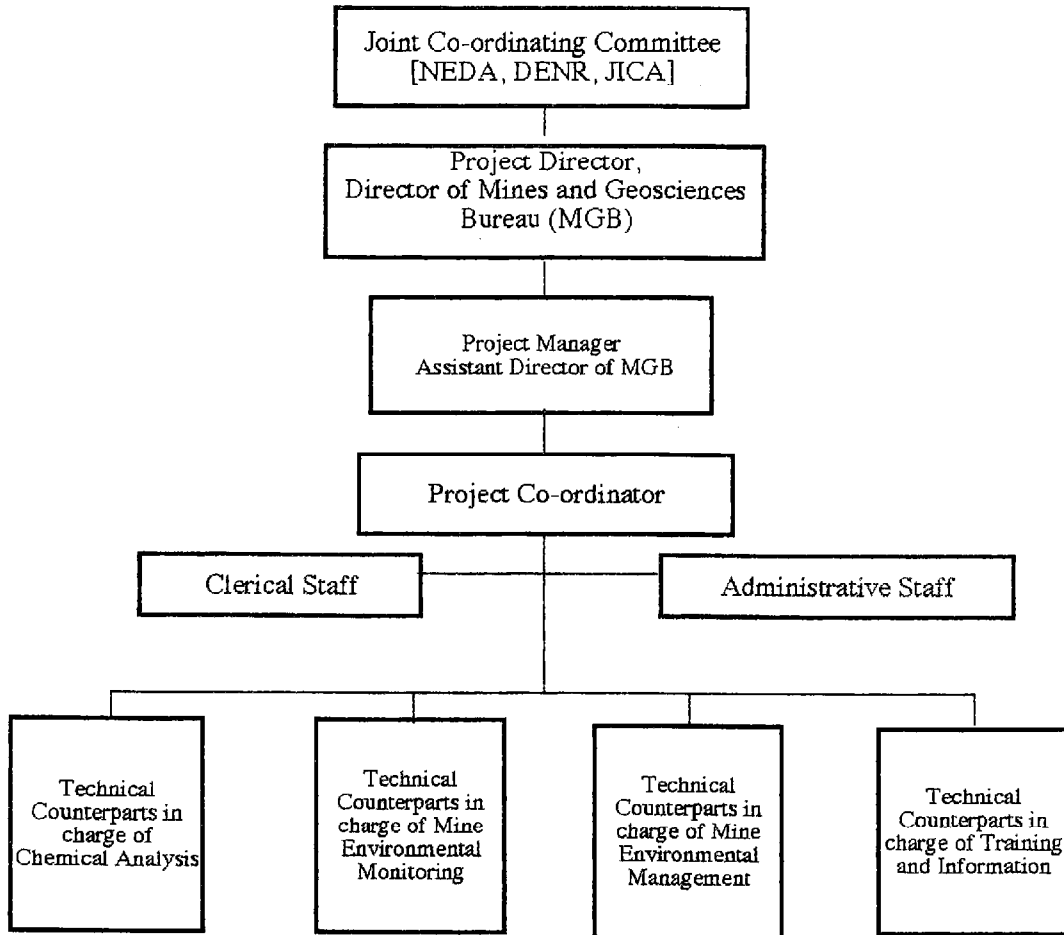 Joint Co-ordinating Committee
[NEDA, DENR, JICA]
Project Director,
Director of Mines and Geosciences
Bureau (MGB)
Project Manager
Assistant Director of MGB
Project Co-ordinator
Clerical Staff
Administrative Staff
Technical
Counterparts in
charge of
Chemical Analysis
Technical
Counterparts in
charge of Mine
Environmental
Monitoring
Technical
Counterparts in
charge of Mine
Environmental
Management
Technical
Counterparts in
charge of Training
and Information